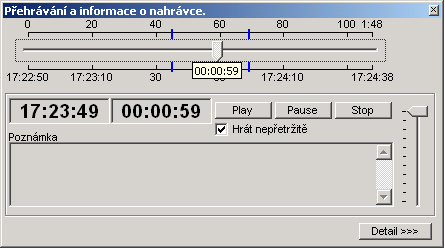 Přehrávání a informace o nahrávce.
0 20 40 60 80 100 1:48
00:00:59
17:22:50 17:23:10 30 17:24:10 17:24:38
17:23:49 00:00:59 Play Pause Stop
Hrát nepřetržitě
Poznámka
Detail >>>